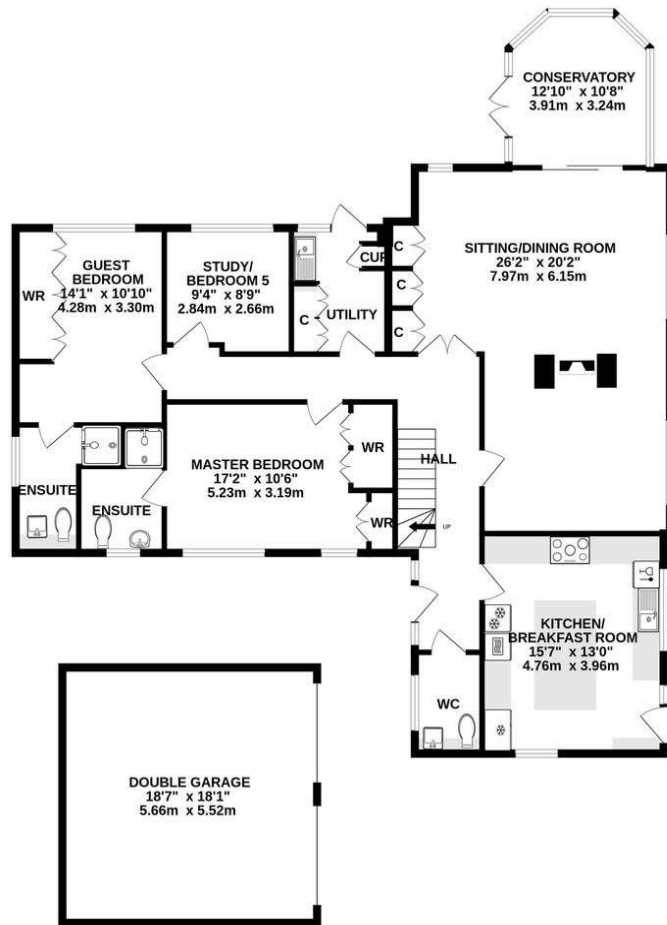 CONSERVATORY
12'10" x 10'8"
3.91m x 3.24m
SITTING/DINING ROOM
26'2" x 20'2"
7.97m x 6.15m
C
C
C
GUEST
BEDROOM
14'1" x 10'10"
4.28m x 3.30m
WR
STUDY/
BEDROOM 5
9'4" x 8'9"
2.84m x 2.66m
CUP
UTILITY
C
HALL
UP
MASTER BEDROOM
17'2" x 10'6"
5.23m x 3.19m
WR
WR
ENSUITE
ENSUITE
KITCHEN/
BREAKFAST ROOM
15'7" x 13'0"
4.76m x 3.96m
WC
DOUBLE GARAGE
18'7" x 18'1"
5.66m x 5.52m